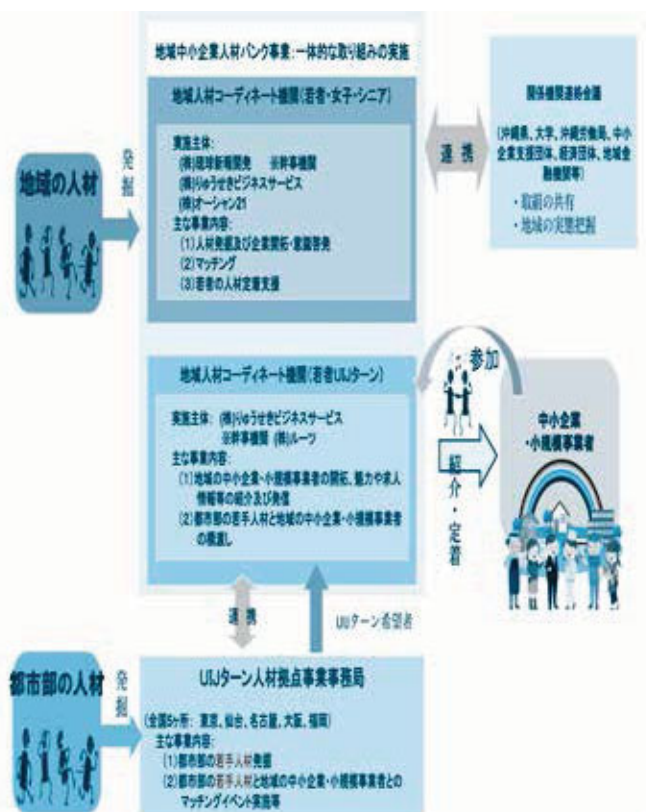 地域中小企業人材バンク事業：一体的な取り組みの実施
地域人材コーディネート機関(若者・女子・シニア)
実施主体：
(株)琉球新報開発　※幹事機関
(株)りゅうせきビジネスサービス
(株)オーシャン21
主な事業内容：
(1)人材発掘及び企業開拓・意識啓発
(2)マッチング
(3)若者の人材定着支援
地域の人材
発掘
連携
関係機関連絡会議
(沖縄県、大学、沖縄労働局、中小
企業支援団体、経済団体、地域金
融機関等)
・取組の共有
・地域の実態把握
地域人材コーディネート機関(若者UIJターン)
実施主体：(株)りゅうせきビジネスサービス
※幹事機関 (株)ルーツ
主な事業内容：
(1)地域の中小企業・小規模事業者の開拓、魅力や求人
情報等の紹介及び発信
(2)都市部の若手人材と地域の中小企業・小規模事業者
の橋渡し
参加
紹介・定着
中小企業
・小規模事業者
連携
UIJターン希望者
都市部の人材
発掘
UIJターン人材拠点事業事務局
(全国5ヶ所：東京、仙台、名古屋、大阪、福岡)
主な事業内容：
(1)都市部の若手人材発掘
(2)都市部の若手人材と地域の中小企業・小規模事業者との
マッチングイベント実施等